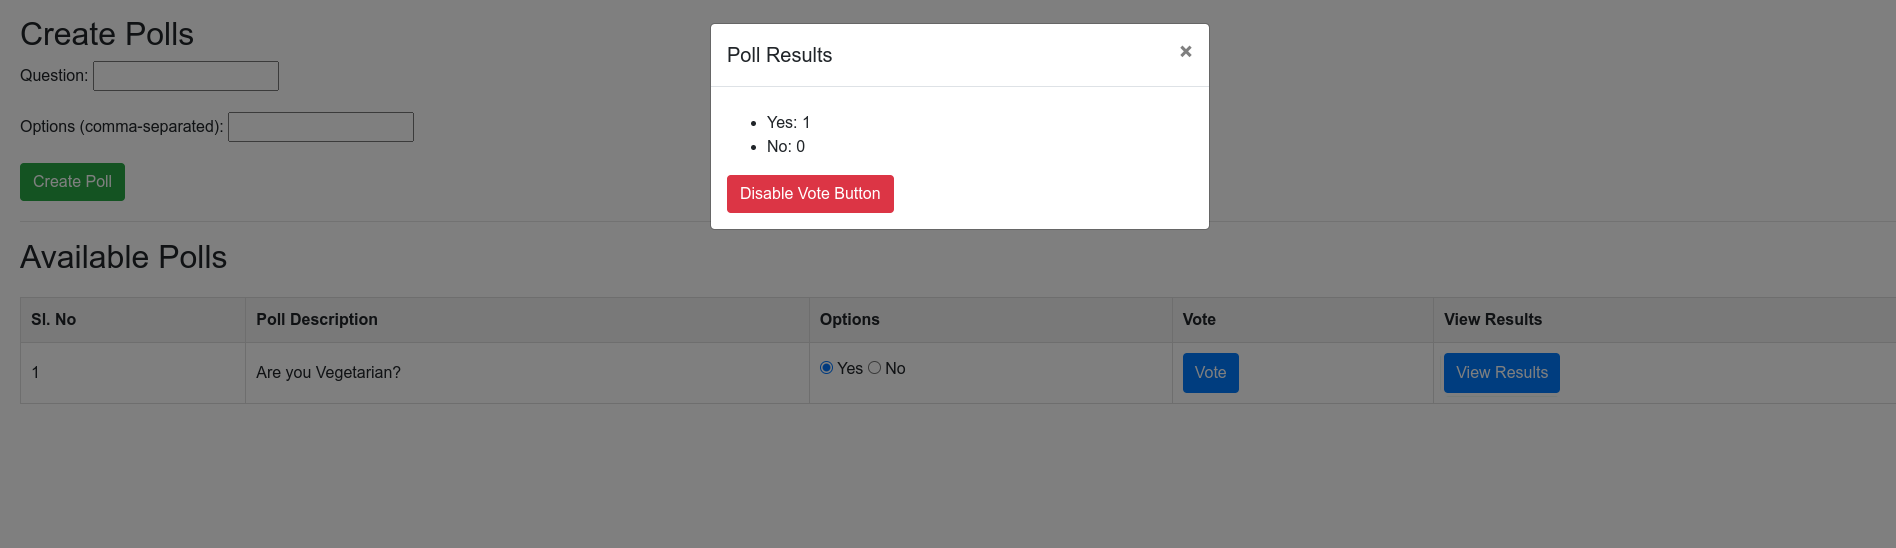 Create Polls
Question:
Options (comma-separated):
Create Poll
Poll Results ×
Yes: 1
No: 0
Disable Vote Button
Available Polls
Sl. No Poll Description Options Vote View Results
1 Are you Vegetarian? Yes No Vote View Results